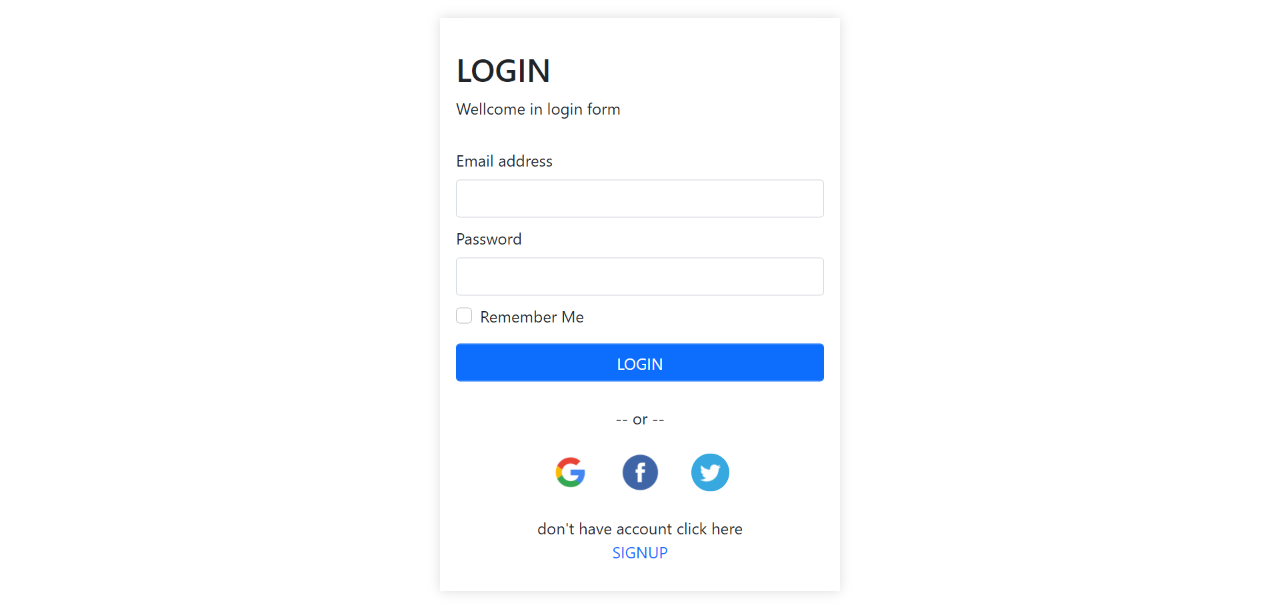 LOGIN
Wellcome in login form
Email address
Password
Remember Me
LOGIN
-- or --
don't have account click here
SIGNUP